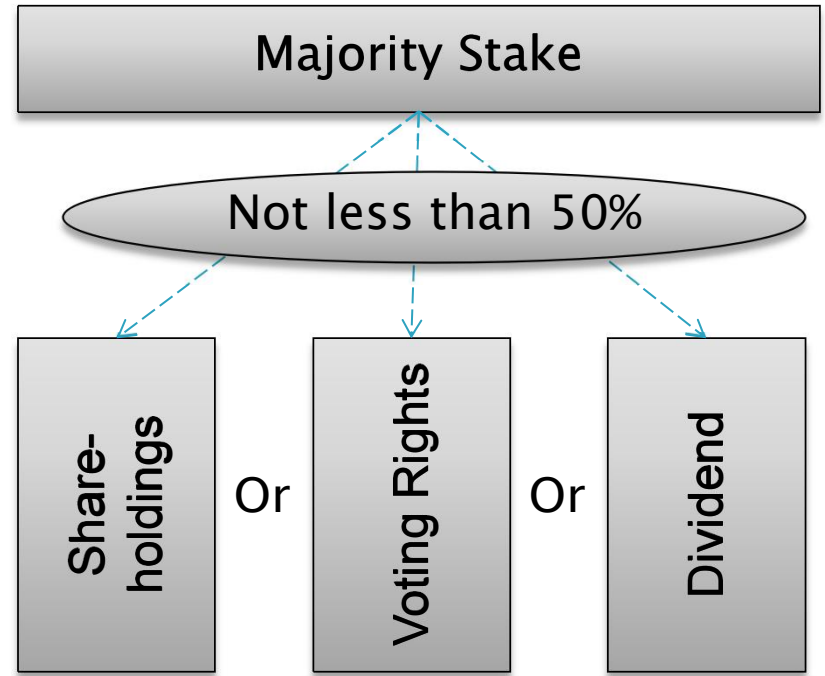 Majority Stake
Not less than 50%
Share-
holdings
Or
Voting Rights
Or
Dividend